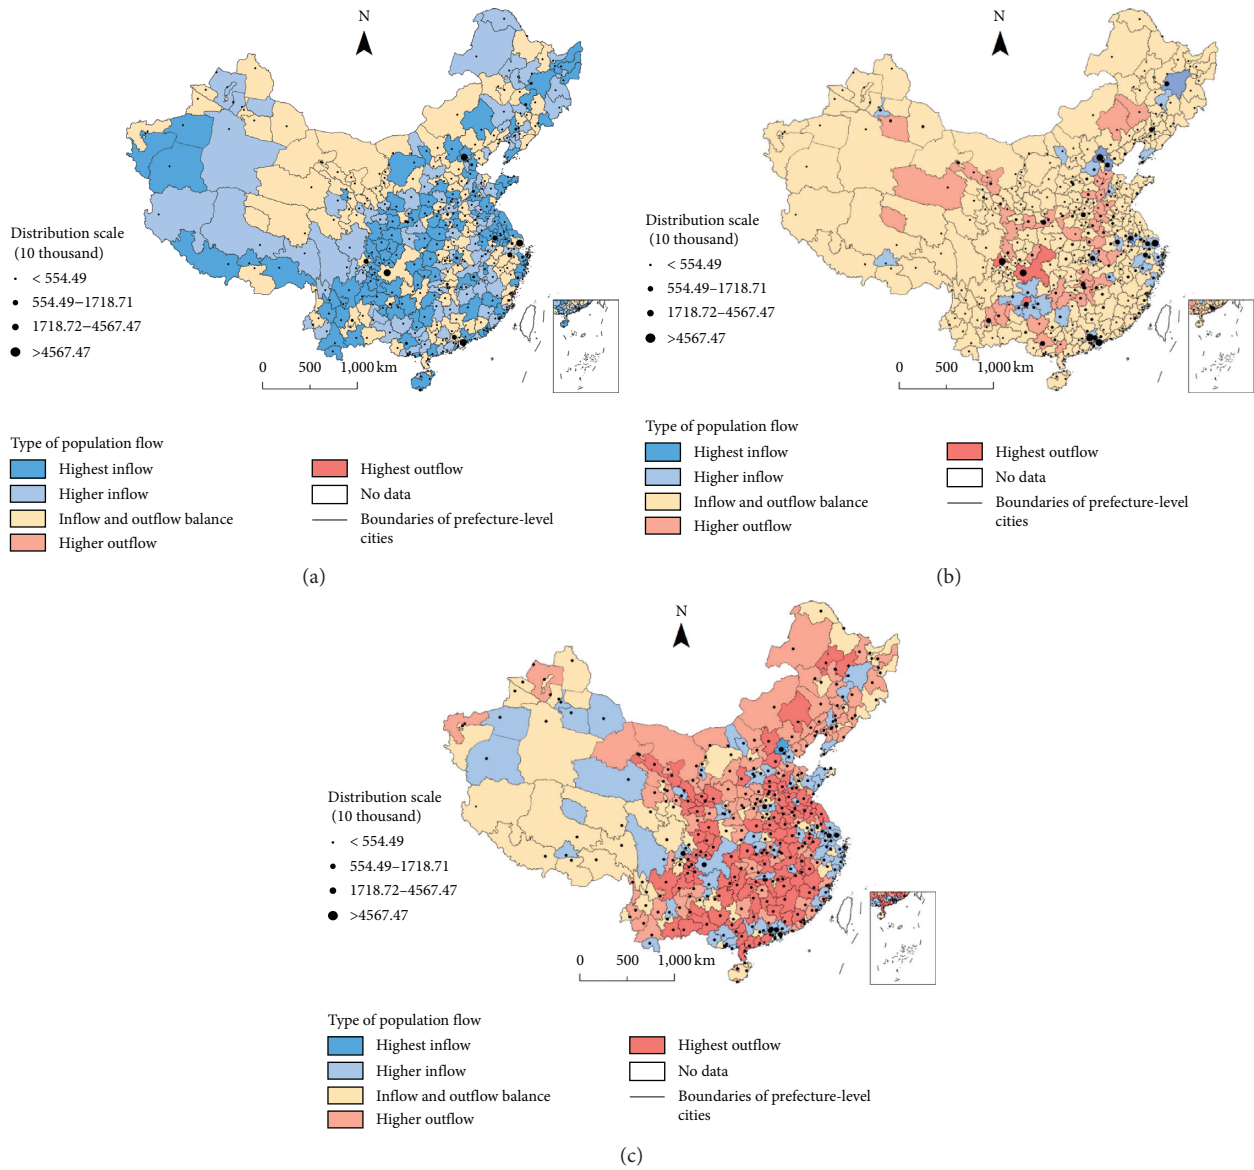 N
Distribution scale
(10 thousand)
< 554.49
554.49–1718.71
1718.72–4567.47
>4567.47
0 500 1,000 km
Type of population flow
Highest inflow
Higher inflow
Inflow and outflow balance
Higher outflow
Highest outflow
No data
Boundaries of prefecture-level
cities
(a)
N
Distribution scale
(10 thousand)
< 554.49
554.49–1718.71
1718.72–4567.47
>4567.47
0 500 1,000 km
Type of population flow
Highest inflow
Higher inflow
Inflow and outflow balance
Higher outflow
Highest outflow
No data
Boundaries of prefecture-level
cities
(b)
N
Distribution scale
(10 thousand)
< 554.49
554.49–1718.71
1718.72–4567.47
>4567.47
0 500 1,000 km
Type of population flow
Highest inflow
Higher inflow
Inflow and outflow balance
Higher outflow
Highest outflow
No data
Boundaries of prefecture-level
cities
(c)